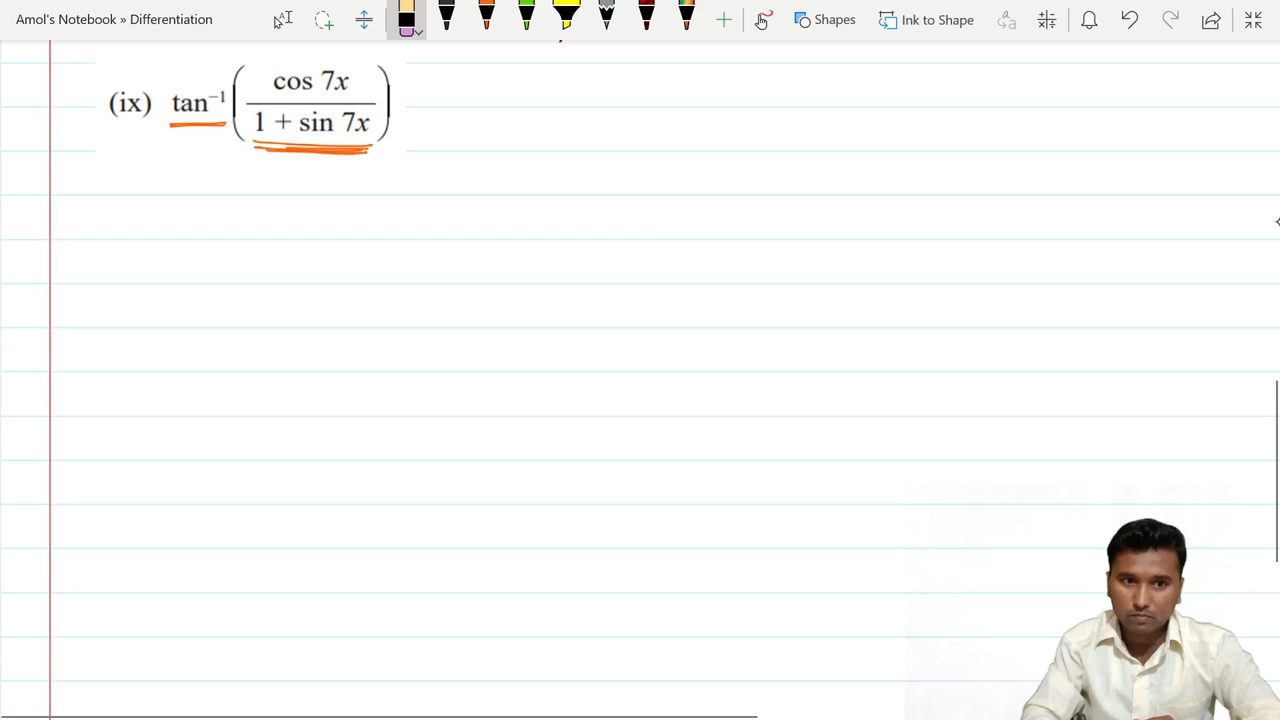 Amol's Notebook » Differentiation
Shapes
Ink to Shape
(ix) tan⁻¹ (cos 7x / 1 + sin 7x)